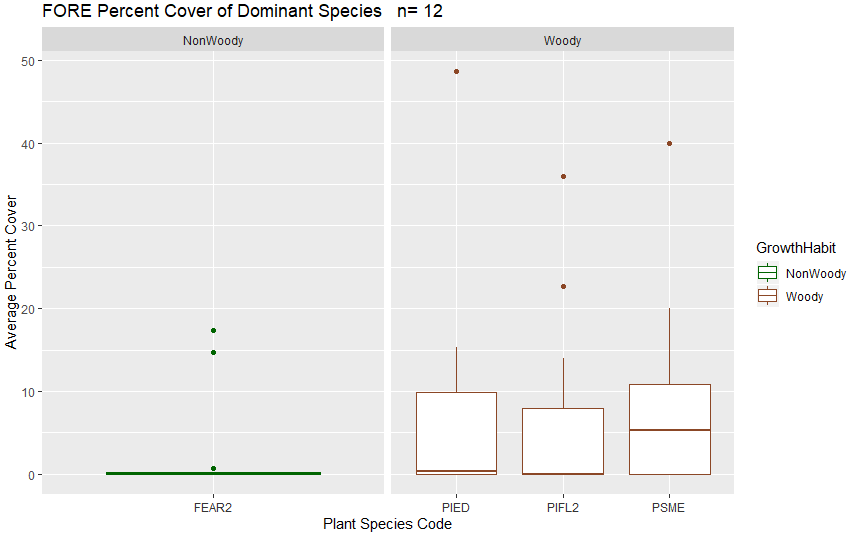 FORE Percent Cover of Dominant Species n= 12
NonWoody
Woody
50
40
30
20
10
0
Average Percent Cover
FEAR2
PIED
PIFL2
PSME
Plant Species Code
GrowthHabit
NonWoody
Woody